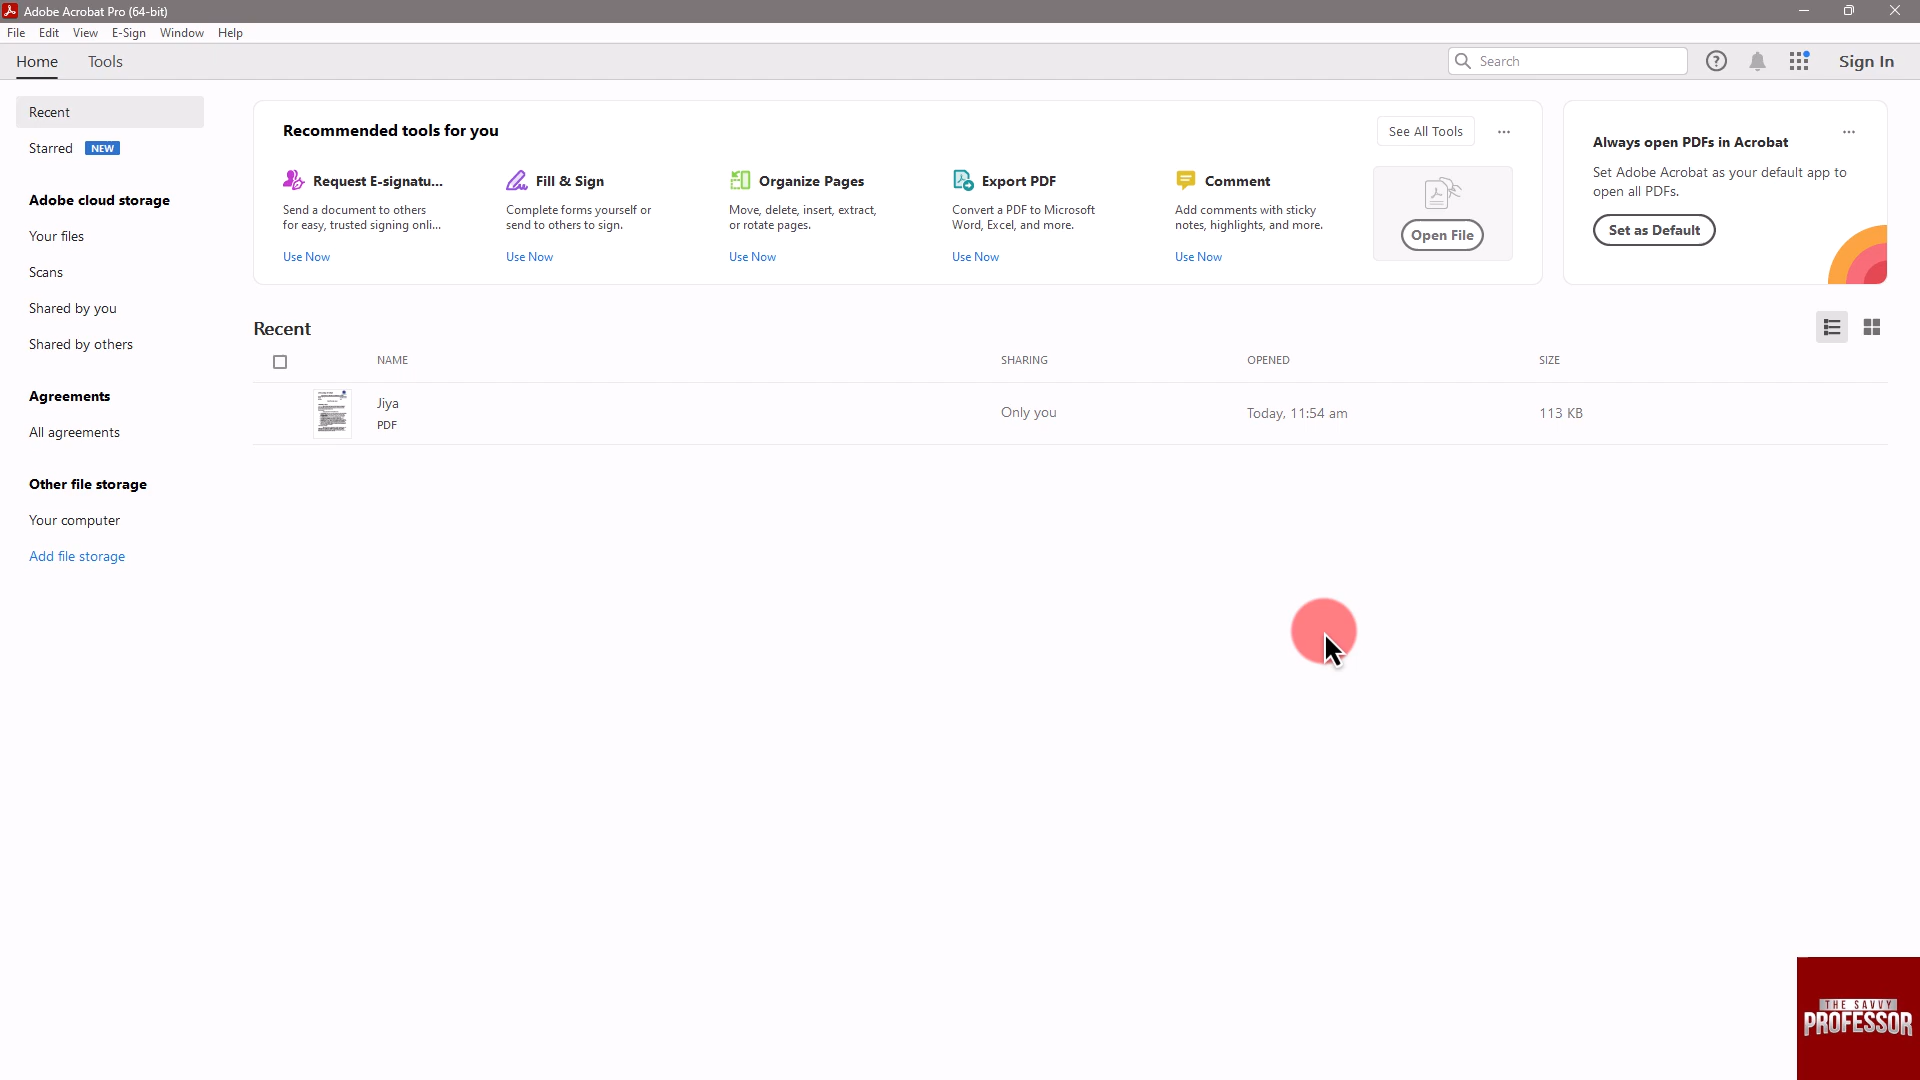 Adobe Acrobat Pro (64-bit)
File Edit View E-Sign Window Help
Home Tools
Search
Sign In
Recent
Starred NEW
Adobe cloud storage
Your files
Scans
Shared by you
Shared by others
Agreements
All agreements
Other file storage
Your computer
Add file storage
Recommended tools for you
See All Tools
Request E-signatu...
Send a document to others
for easy, trusted signing onli...
Use Now
Fill & Sign
Complete forms yourself or
send to others to sign.
Use Now
Organize Pages
Move, delete, insert, extract,
or rotate pages.
Use Now
Export PDF
Convert a PDF to Microsoft
Word, Excel, and more.
Use Now
Comment
Add comments with sticky
notes, highlights, and more.
Use Now
Open File
Always open PDFs in Acrobat
Set Adobe Acrobat as your default app to
open all PDFs.
Set as Default
Recent
NAME SHARING OPENED SIZE
Jiya
PDF
Only you
Today, 11:54 am
113 KB
THE SAVVY
PROFESSOR